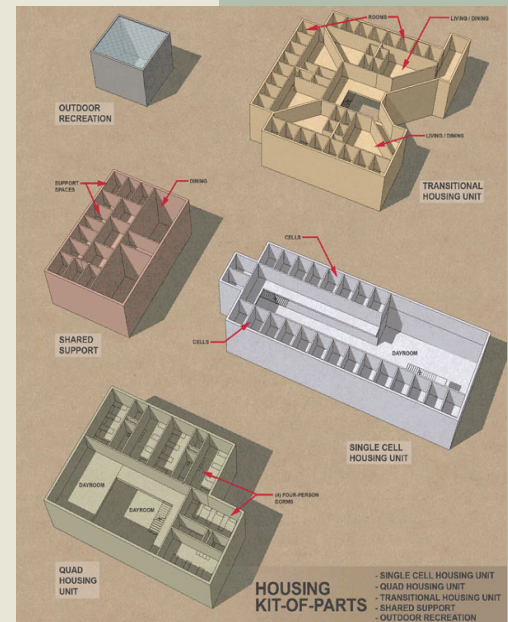 ROOMS
LIVING / DINING
OUTDOOR
RECREATION
LIVING / DINING
TRANSITIONAL
HOUSING UNIT
SUPPORT
SPACES
DINING
CELLS
SHARED
SUPPORT
CELLS
DAYROOM
SINGLE CELL
HOUSING UNIT
DAYROOM
DAYROOM
(4) FOUR-PERSON
DORMS
QUAD
HOUSING
UNIT
HOUSING
KIT-OF-PARTS
- SINGLE CELL HOUSING UNIT
- QUAD HOUSING UNIT
- TRANSITIONAL HOUSING UNIT
- SHARED SUPPORT
- OUTDOOR RECREATION